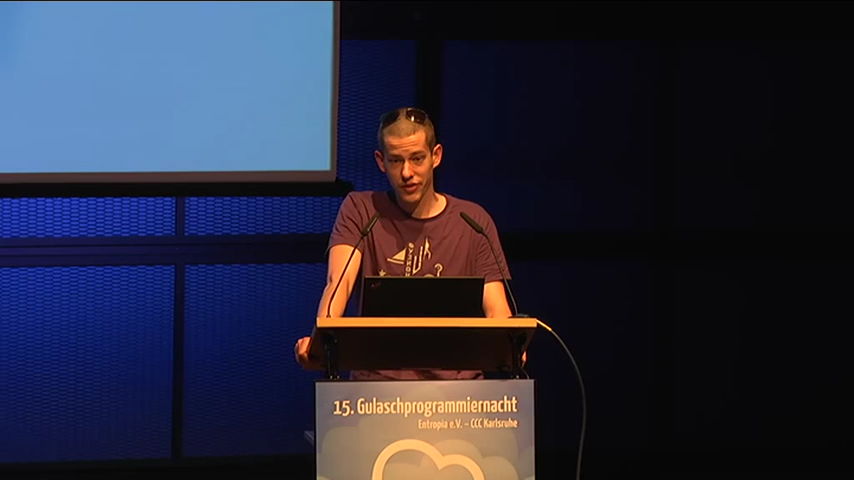 15. Gulaschprogrammiernacht
Entropia e.V. – CCC Karlsruhe